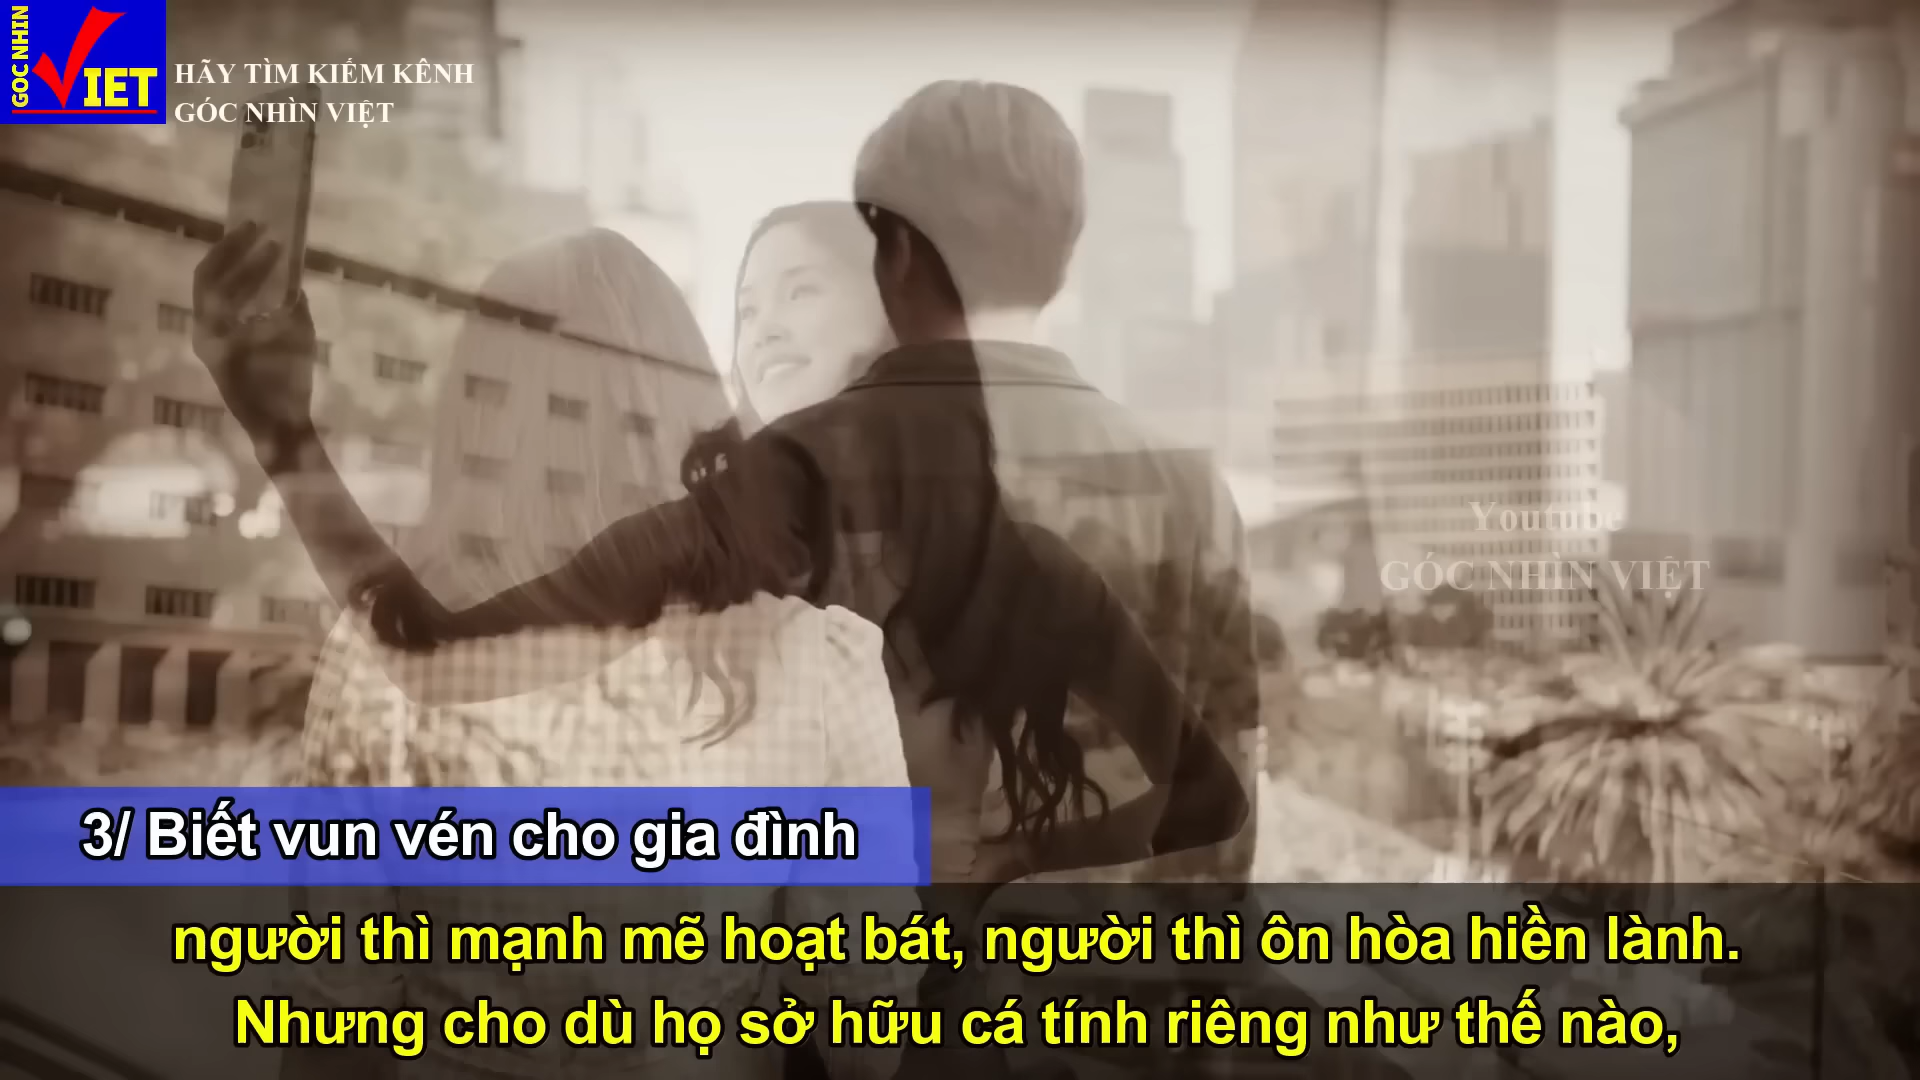 GOC NHIN
VIET
HÃY TÌM KIẾM KÊNH
GÓC NHÌN VIỆT
Youtube
GÓC NHÌN VIỆT
3/ Biết vun vén cho gia đình
người thì mạnh mẽ hoạt bát, người thì ôn hòa hiền lành.
Nhưng cho dù họ sở hữu cá tính riêng như thế nào,